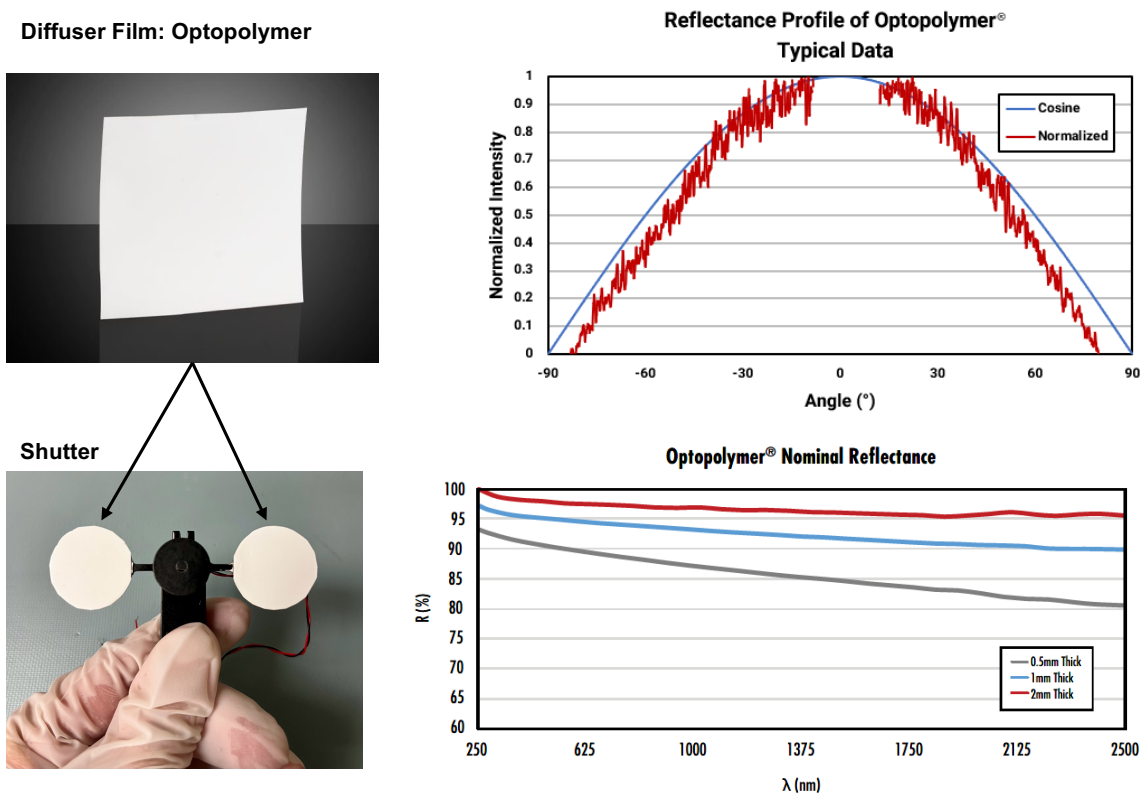 Diffuser Film: Optopolymer
Reflectance Profile of Optopolymer®
Typical Data
1
0.9
0.8
0.7
0.6
0.5
0.4
0.3
0.2
0.1
0
Normalized Intensity
Cosine
Normalized
-90 -60 -30 0 30 60 90
Angle (°)
Shutter
Optopolymer® Nominal Reflectance
100
95
90
85
80
75
70
65
60
R (%)
0.5mm Thick
1mm Thick
2mm Thick
250 625 1000 1375 1750 2125 2500
λ (nm)